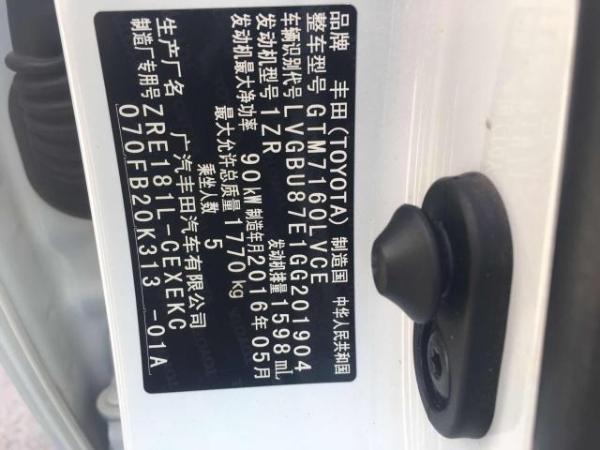 品牌 丰田(TOYOTA) 制造国 中华人民共和国
整车型号 GTM7160LVCE
车辆识别代号 LVGBU87E1GG201904
发动机型号 1ZR 发动机排量 1598 mL
发动机最大净功率 90 kW 制造年月 2016年05月
最大允许总质量 1770 kg
乘坐人数 5
生产厂名 广汽丰田汽车有限公司
制造厂专用号 ZRE181L-CEXEKC
070FB20K313-01A